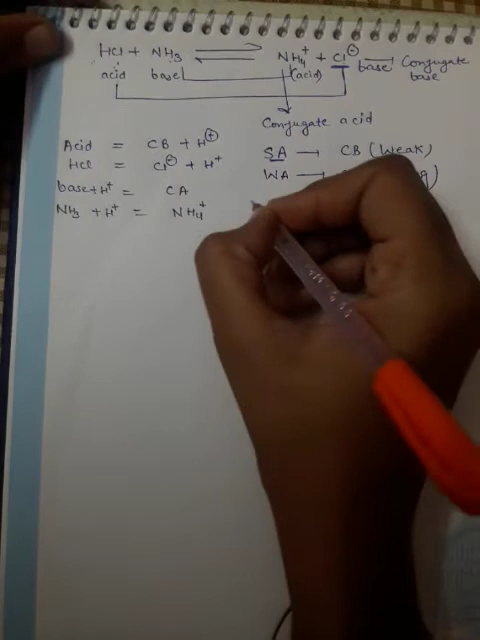 HCl + NH₃ ⇌ NH₄⁺ + Cl⊖ → Conjugate base
acid base (acid) base
Conjugate acid
Acid = CB + H⊕
HCl = Cl⊖ + H⁺
base + H⁺ = CA
NH₃ + H⁺ = NH₄⁺
SA → CB (Weak)
WA →